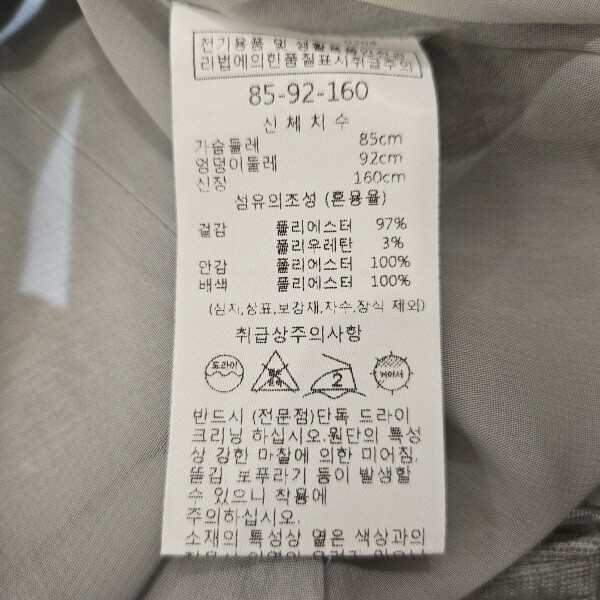 전기용품 및 생활용품안전관
리법에의한품질표시취급주의
85-92-160
신체치수
가슴둘레 85cm
엉덩이둘레 92cm
신장 160cm
섬유의조성 (혼용율)
겉감 폴리에스터 97%
폴리우레탄 3%
안감 폴리에스터 100%
배색 폴리에스터 100%
(심지,상표,보강재,자수,장식 제외)
취급상주의사항
드라이 2 뉘어서
반드시 (전문점)단독 드라이
크리닝 하십시오.원단의 특성
상 강한 마찰에 의한 미어짐.
뜯김, 보푸라기 등이 발생할
수 있으니 착용에
주의하십시오.
소재의 특성상 옅은 색상과의